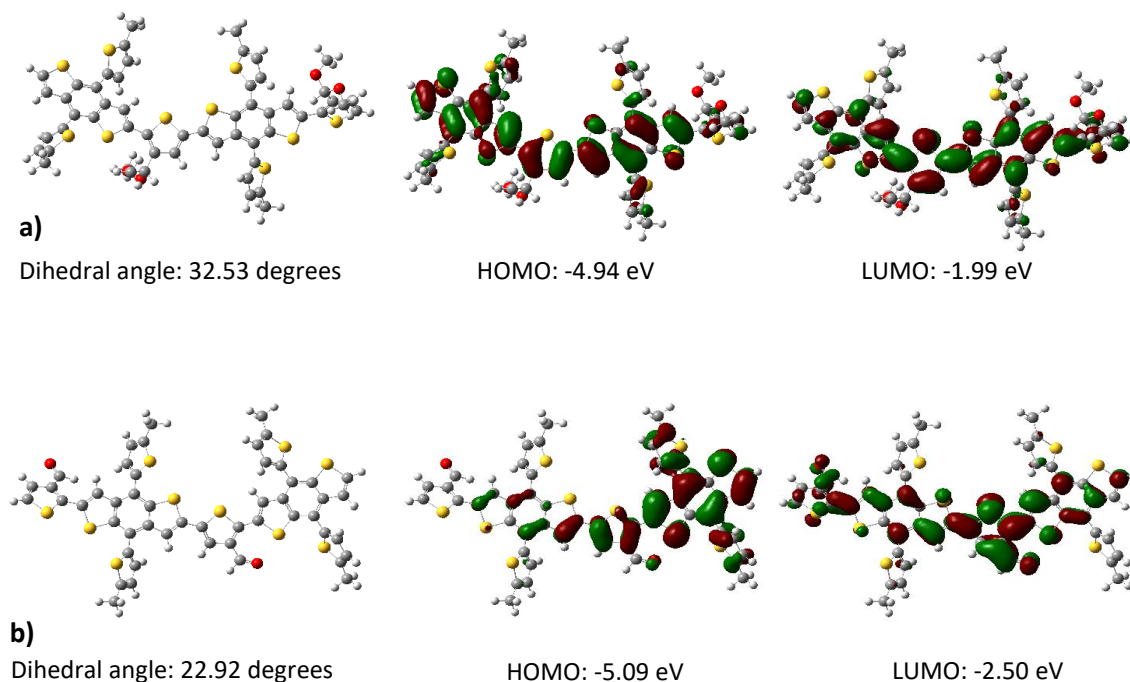 a)
Dihedral angle: 32.53 degrees
HOMO: -4.94 eV
LUMO: -1.99 eV
b)
Dihedral angle: 22.92 degrees
HOMO: -5.09 eV
LUMO: -2.50 eV